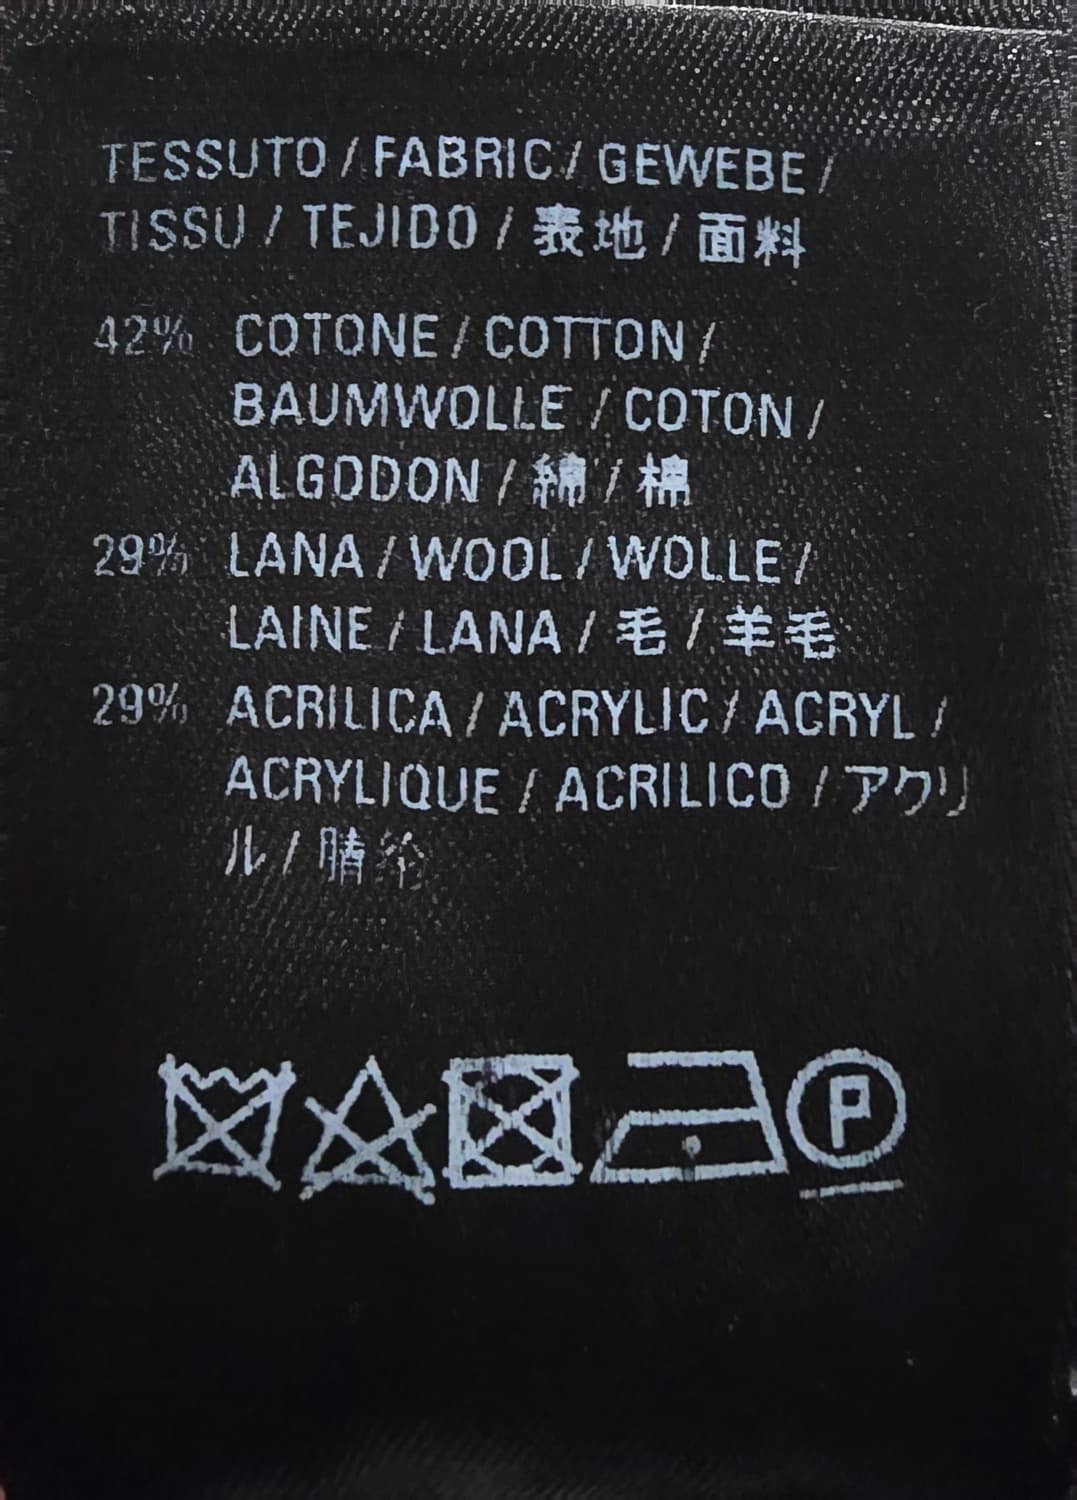 TESSUTO / FABRIC / GEWEBE /
TISSU / TEJIDO / 表地 / 面料
42% COTONE / COTTON /
BAUMWOLLE / COTON /
ALGODON / 綿 / 棉
29% LANA / WOOL / WOLLE /
LAINE / LANA / 毛 / 羊毛
29% ACRILICA / ACRYLIC / ACRYL /
ACRYLIQUE / ACRILICO / アクリ
ル / 腈纶
P